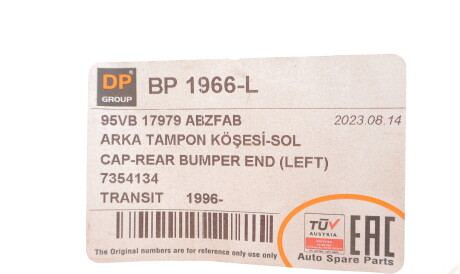 DP GROUP
BP 1966-L
95VB 17979 ABZFAB
2023.08.14
ARKA TAMPON KÖŞESİ-SOL
CAP-REAR BUMPER END (LEFT)
7354134
TRANSIT 1996-
TÜV
AUSTRIA
EAC
The Original numbers are for reference only use only
Auto Spare Parts